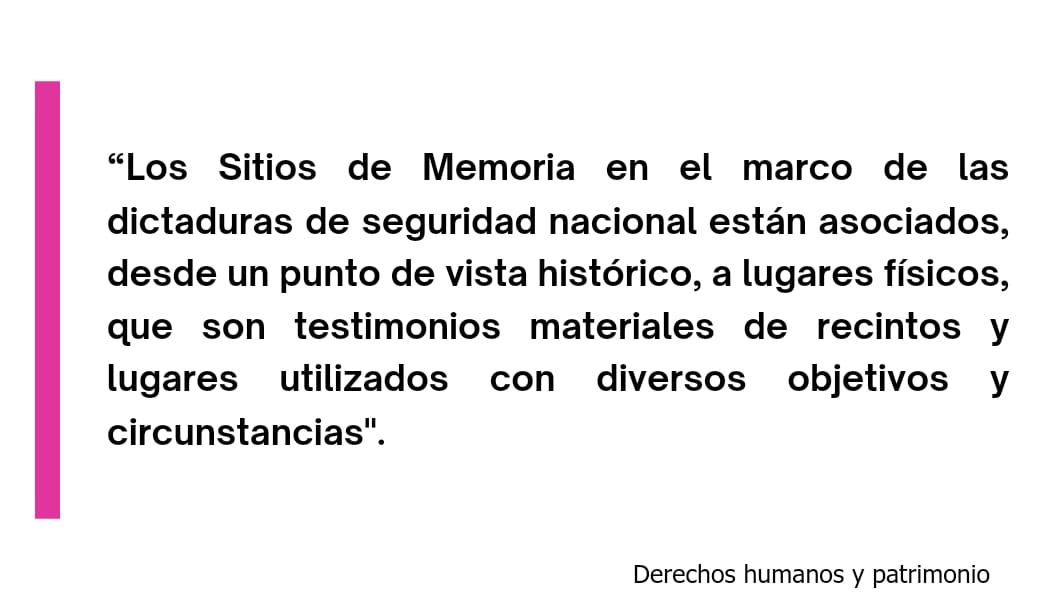 “Los Sitios de Memoria en el marco de las
dictaduras de seguridad nacional están asociados,
desde un punto de vista histórico, a lugares físicos,
que son testimonios materiales de recintos y
lugares utilizados con diversos objetivos y
circunstancias".
Derechos humanos y patrimonio